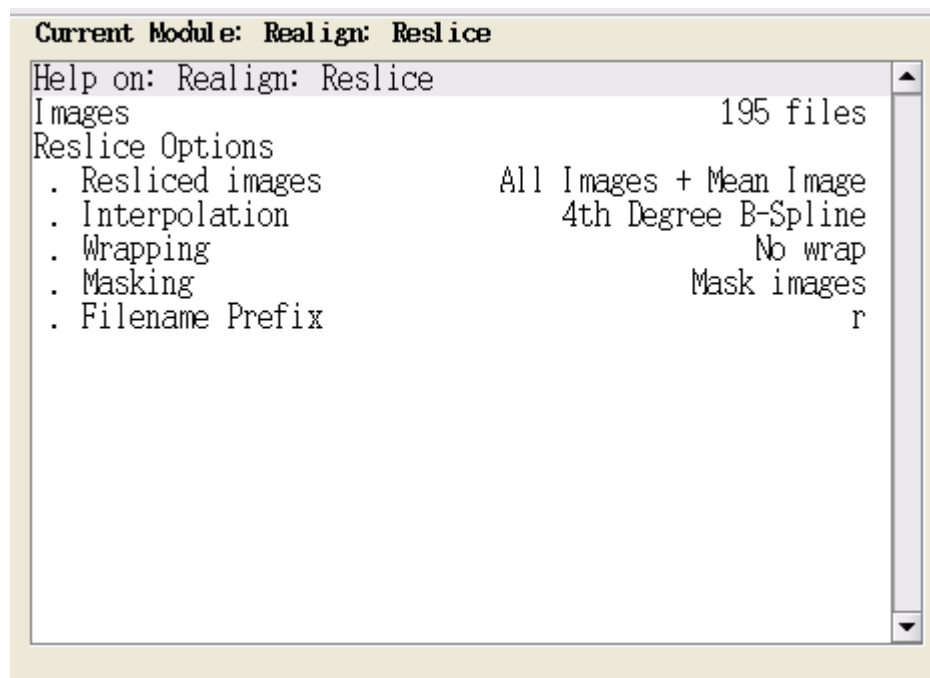 Current Module: Realign: Reslice
Help on: Realign: Reslice
Images 195 files
Reslice Options
. Resliced images All Images + Mean Image
. Interpolation 4th Degree B-Spline
. Wrapping No wrap
. Masking Mask images
. Filename Prefix r